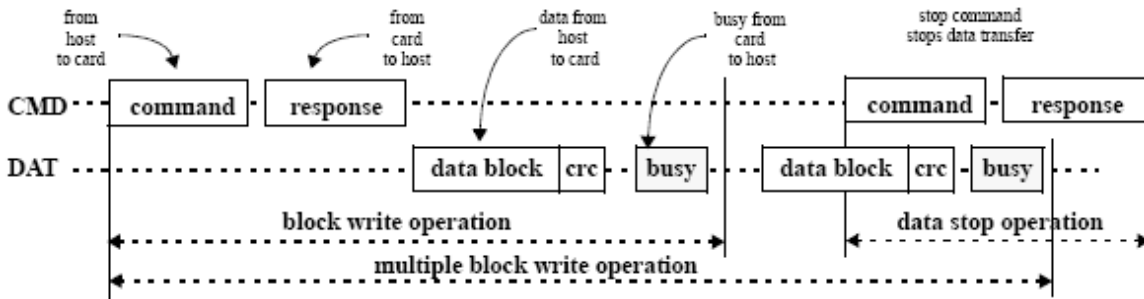 from
host
to card
from
card
to host
data from
host
to card
busy from
card
to host
stop command
stops data transfer
CMD
command
response
command
response
DAT
data block
crc
busy
data block
crc
busy
block write operation
data stop operation
multiple block write operation